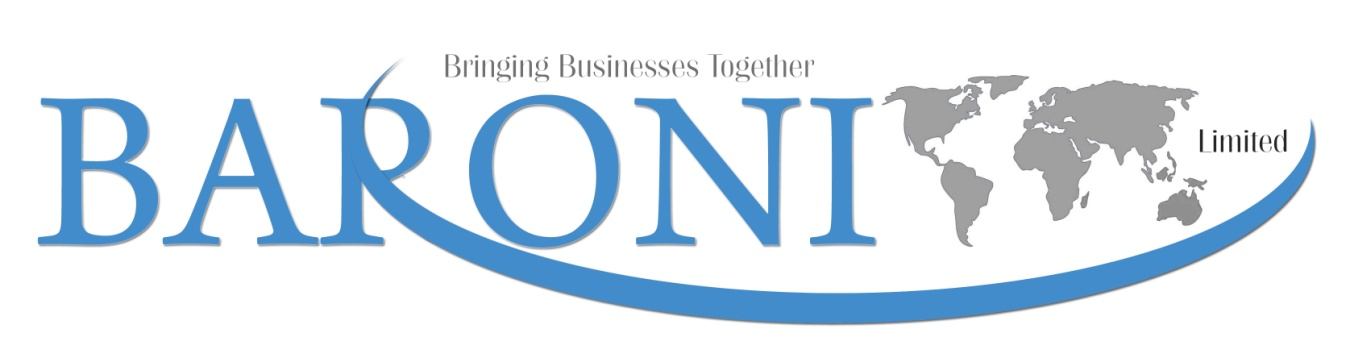 Bringing Businesses Together
BARONI
Limited